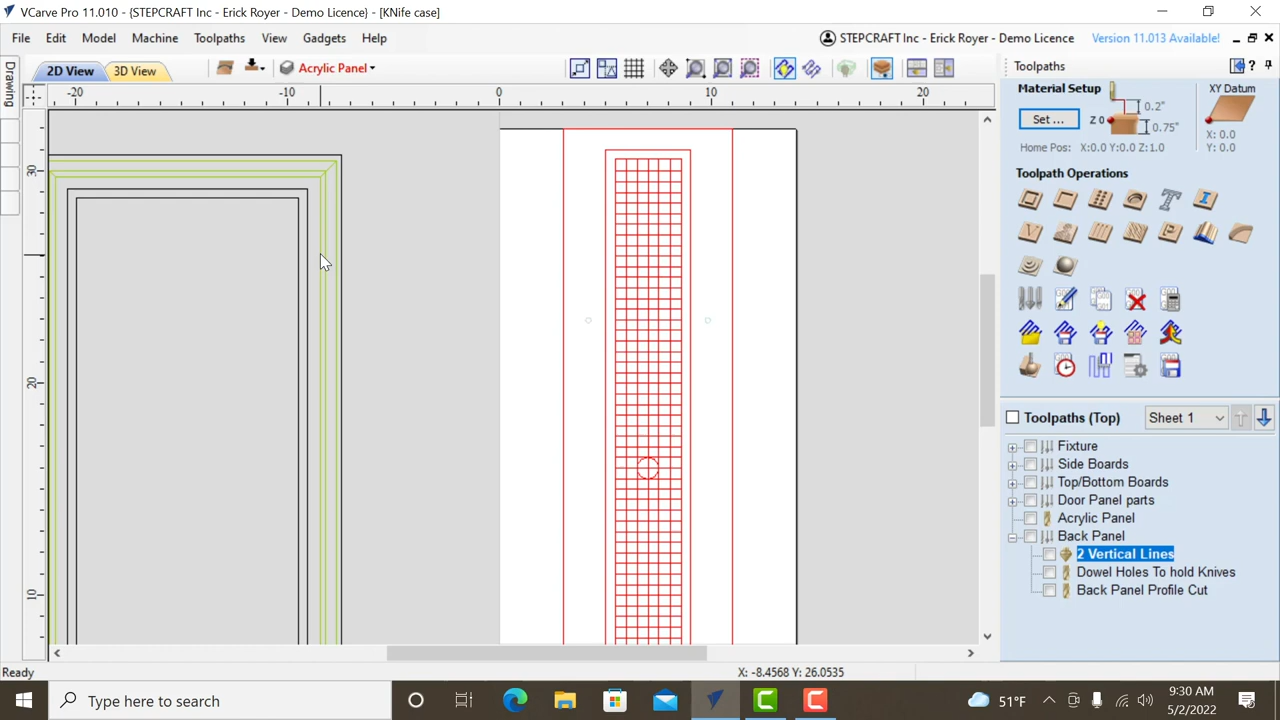 VCarve Pro 11.010 - {STEPCRAFT Inc - Erick Royer - Demo Licence} - [KNife case]
File Edit Model Machine Toolpaths View Gadgets Help
STEPCRAFT Inc - Erick Royer - Demo Licence Version 11.013 Available!
Drawing
2D View 3D View Acrylic Panel
-20 -10 0 10 20
30
20
10
Toolpaths ?
Material Setup
Set ...
Z 0
0.2"
0.75"
Home Pos: X:0.0 Y:0.0 Z:1.0
XY Datum
X: 0.0
Y: 0.0
Toolpath Operations
Toolpaths (Top) Sheet 1
Fixture
Side Boards
Top/Bottom Boards
Door Panel parts
Acrylic Panel
Back Panel
2 Vertical Lines
Dowel Holes To hold Knives
Back Panel Profile Cut
Ready X: -8.4568 Y: 26.0535
Type here to search
51°F
9:30 AM
5/2/2022